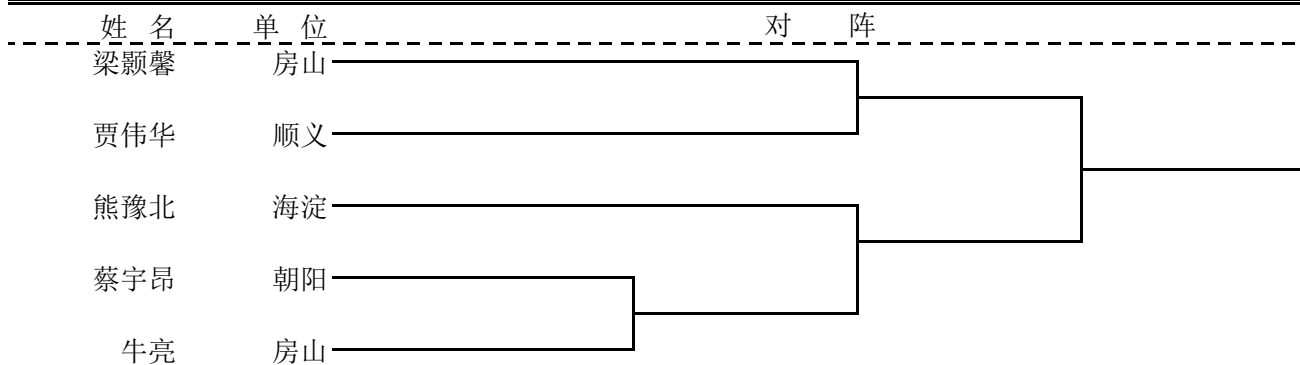 姓 名 单 位 对 阵
梁颢馨 房山
贾伟华 顺义
熊豫北 海淀
蔡宇昂 朝阳
牛亮 房山